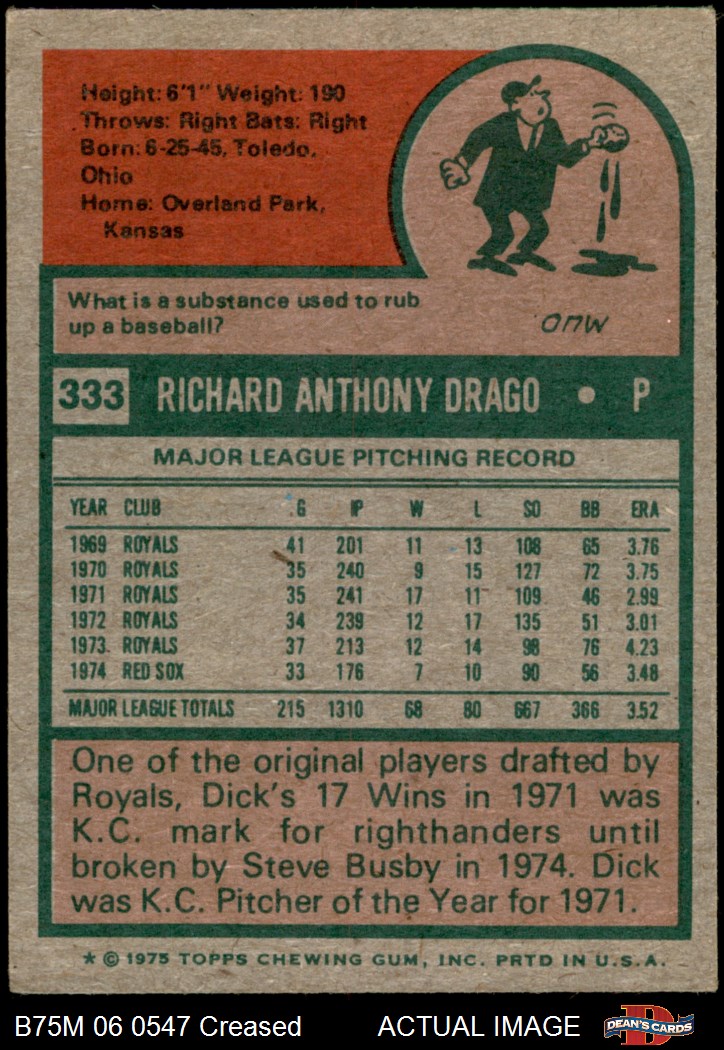 Height: 6'1" Weight: 190
Throws: Right Bats: Right
Born: 6-25-45, Toledo,
Ohio
Home: Overland Park,
Kansas
What is a substance used to rub
up a baseball?
MUD
333 RICHARD ANTHONY DRAGO • P
MAJOR LEAGUE PITCHING RECORD
YEAR CLUB G IP W L SO BB ERA
1969 ROYALS 41 201 11 13 108 65 3.76
1970 ROYALS 35 240 9 15 127 72 3.75
1971 ROYALS 35 241 17 11 109 46 2.99
1972 ROYALS 34 239 12 17 135 51 3.01
1973 ROYALS 37 213 12 14 98 76 4.23
1974 RED SOX 33 176 7 10 90 56 3.48
MAJOR LEAGUE TOTALS 215 1310 68 80 667 366 3.52
One of the original players drafted by
Royals, Dick's 17 Wins in 1971 was
K.C. mark for righthanders until
broken by Steve Busby in 1974. Dick
was K.C. Pitcher of the Year for 1971.
* © 1975 TOPPS CHEWING GUM, INC. PRTD IN U.S.A.
B75M 06 0547 Creased ACTUAL IMAGE D DEAN'S CARDS